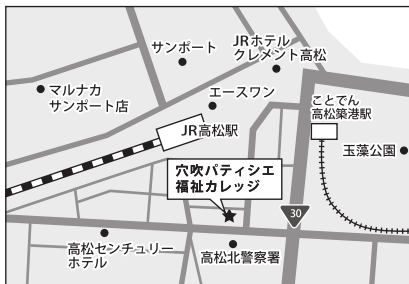 サンポート
JRホテル
クレメント高松
マルナカ
サンポート店
エースワン
ことでん
高松築港駅
JR高松駅
玉藻公園
穴吹パティシエ
福祉カレッジ
30
高松センチュリー
ホテル
高松北警察署